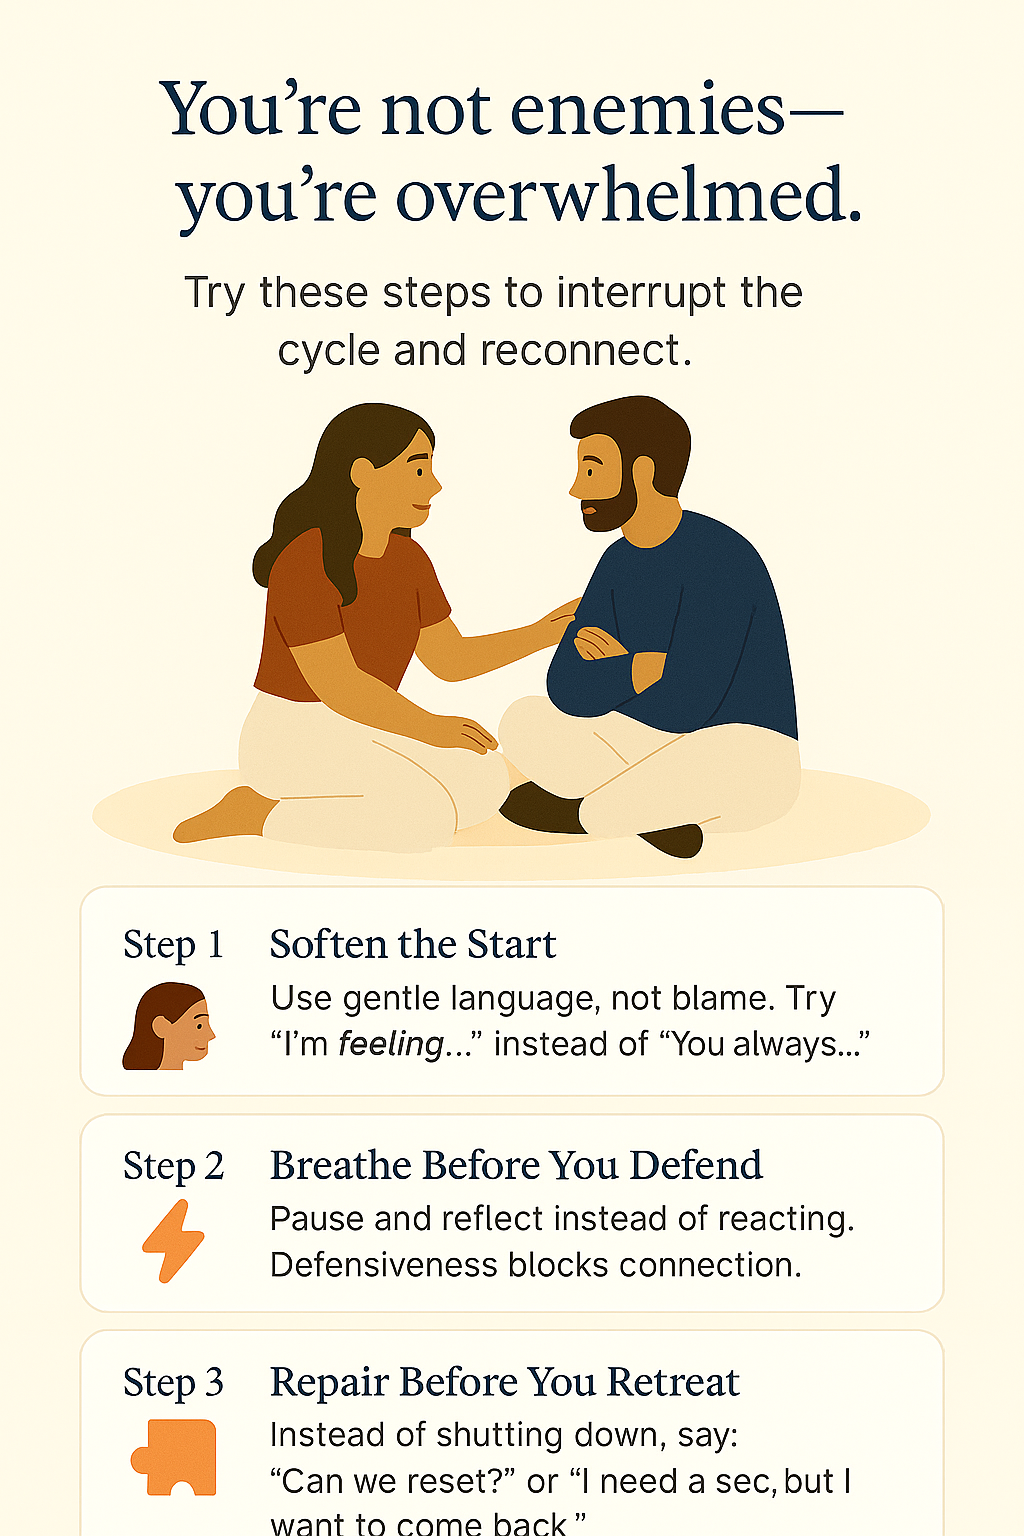 You’re not enemies—
you’re overwhelmed.
Try these steps to interrupt the
cycle and reconnect.
Step 1
Soften the Start
Use gentle language, not blame. Try
“I’m feeling...” instead of “You always...”
Step 2
Breathe Before You Defend
Pause and reflect instead of reacting.
Defensiveness blocks connection.
Step 3
Repair Before You Retreat
Instead of shutting down, say:
“Can we reset?” or “I need a sec, but I
want to come back ”